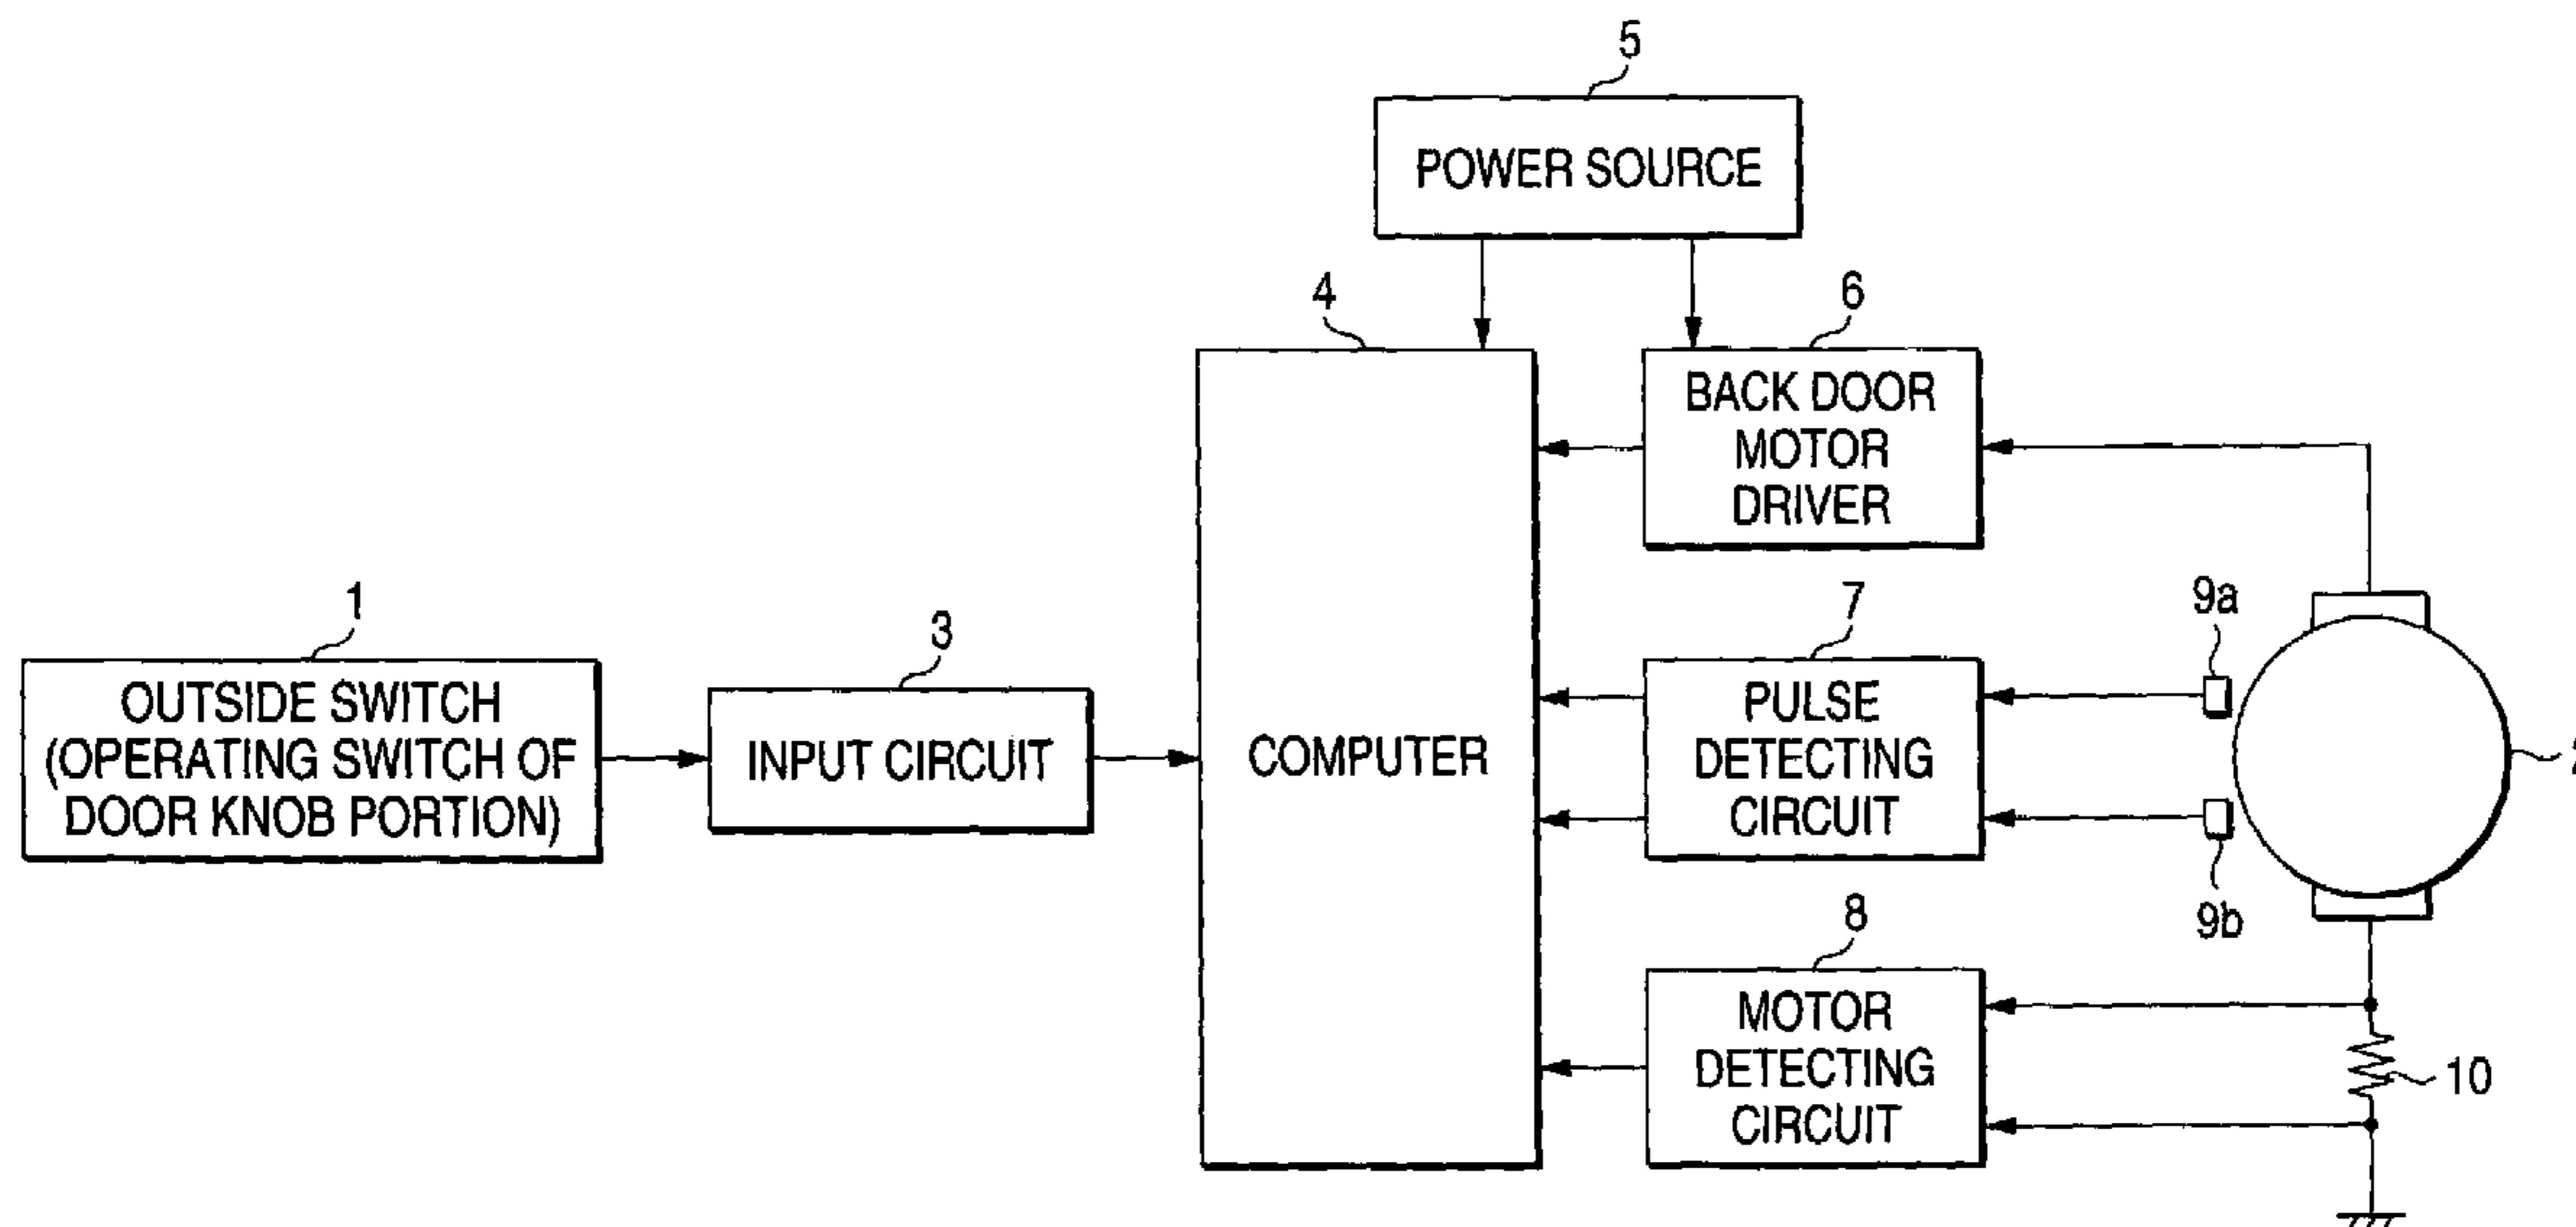 5
POWER SOURCE
4
6
BACK DOOR
MOTOR
DRIVER
1
OUTSIDE SWITCH
(OPERATING SWITCH OF
DOOR KNOB PORTION)
3
INPUT CIRCUIT
COMPUTER
7
PULSE
DETECTING
CIRCUIT
9a
9b
8
MOTOR
DETECTING
CIRCUIT
10